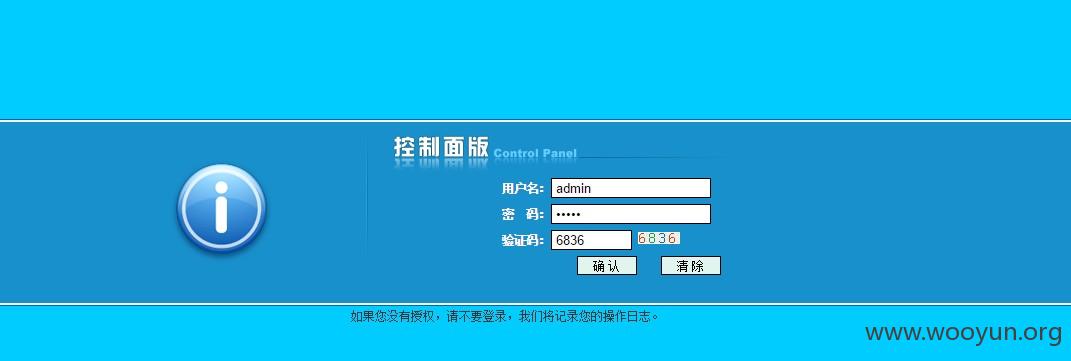 控制面版 Control Panel
用户名： admin
密 码： •••••
验证码： 6836 6836
确 认 清 除
如果您没有授权，请不要登录，我们将记录您的操作日志。
www.wooyun.org